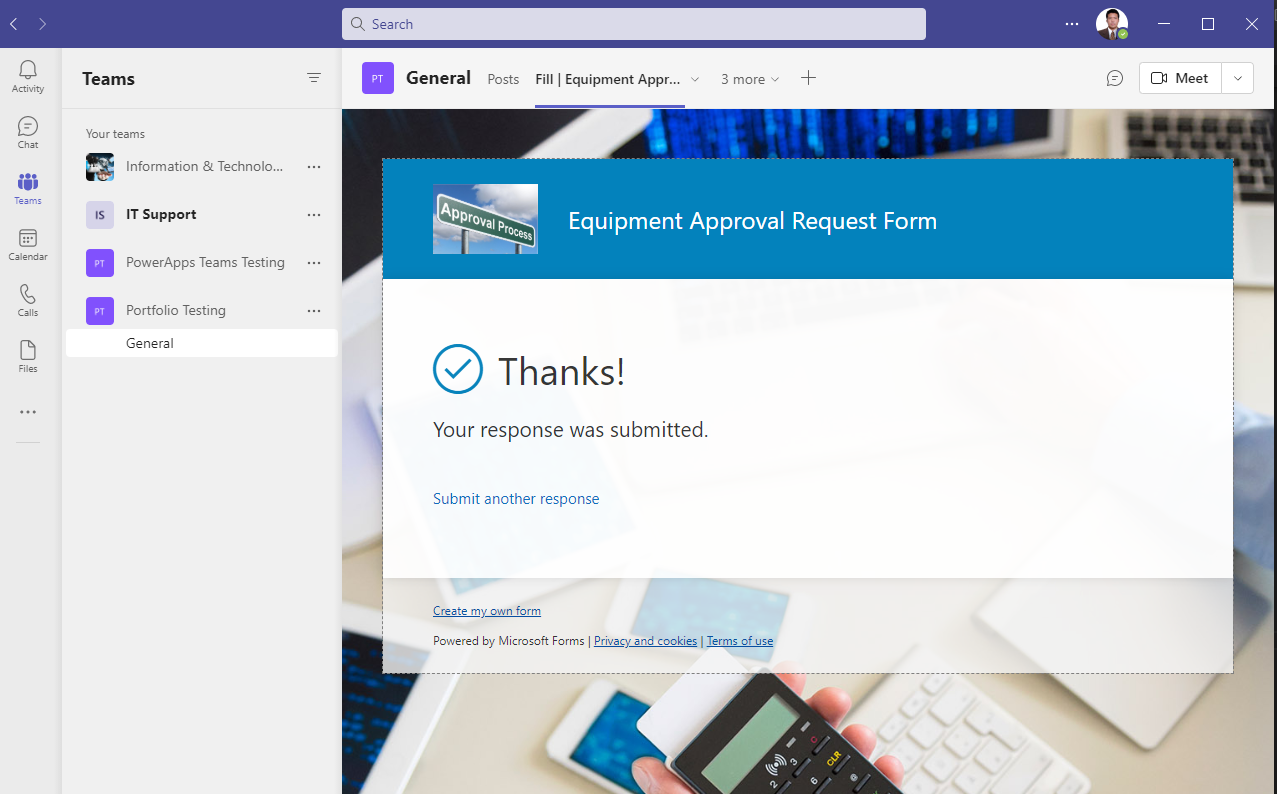 Search
Activity
Chat
Teams
Calendar
Calls
Files
Teams
Your teams
Information & Technolo...
IS IT Support
PT PowerApps Teams Testing
PT Portfolio Testing
General
PT General Posts Fill | Equipment Appr... 3 more Meet
Approval Process
Equipment Approval Request Form
Thanks!
Your response was submitted.
Submit another response
Create my own form
Powered by Microsoft Forms | Privacy and cookies | Terms of use
CLR
3
2
6
@